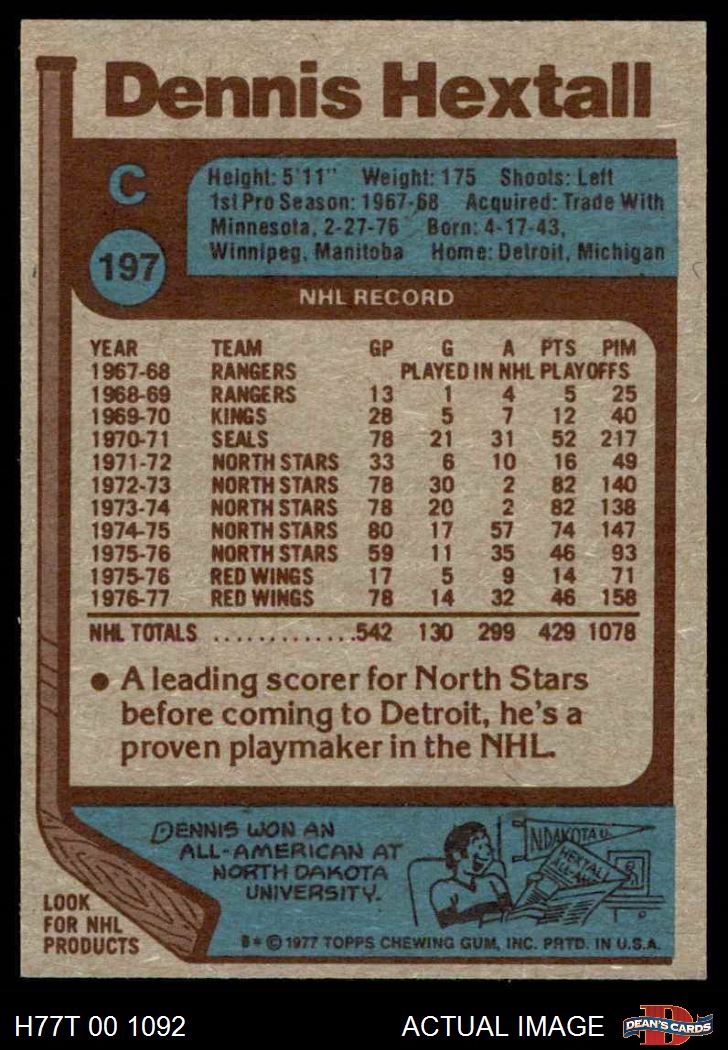 Dennis Hextall
C
197
Height: 5'11" Weight: 175 Shoots: Left
1st Pro Season: 1967-68 Acquired: Trade With
Minnesota, 2-27-76 Born: 4-17-43,
Winnipeg, Manitoba Home: Detroit, Michigan
NHL RECORD
YEAR TEAM GP G A PTS PIM
1967-68 RANGERS PLAYED IN NHL PLAYOFFS
1968-69 RANGERS 13 1 4 5 25
1969-70 KINGS 28 5 7 12 40
1970-71 SEALS 78 21 31 52 217
1971-72 NORTH STARS 33 6 10 16 49
1972-73 NORTH STARS 78 30 2 82 140
1973-74 NORTH STARS 78 20 2 82 138
1974-75 NORTH STARS 80 17 57 74 147
1975-76 NORTH STARS 59 11 35 46 93
1975-76 RED WINGS 17 5 9 14 71
1976-77 RED WINGS 78 14 32 46 158
NHL TOTALS .............542 130 299 429 1078
• A leading scorer for North Stars
before coming to Detroit, he's a
proven playmaker in the NHL.
DENNIS WON AN
ALL-AMERICAN AT
NORTH DAKOTA
UNIVERSITY.
N.DAKOTA U.
HEXTALL
ALL-AM
LOOK
FOR NHL
PRODUCTS
B* © 1977 TOPPS CHEWING GUM, INC. PRTD. IN U.S.A.
H77T 00 1092 ACTUAL IMAGE
D
DEAN'S CARDS